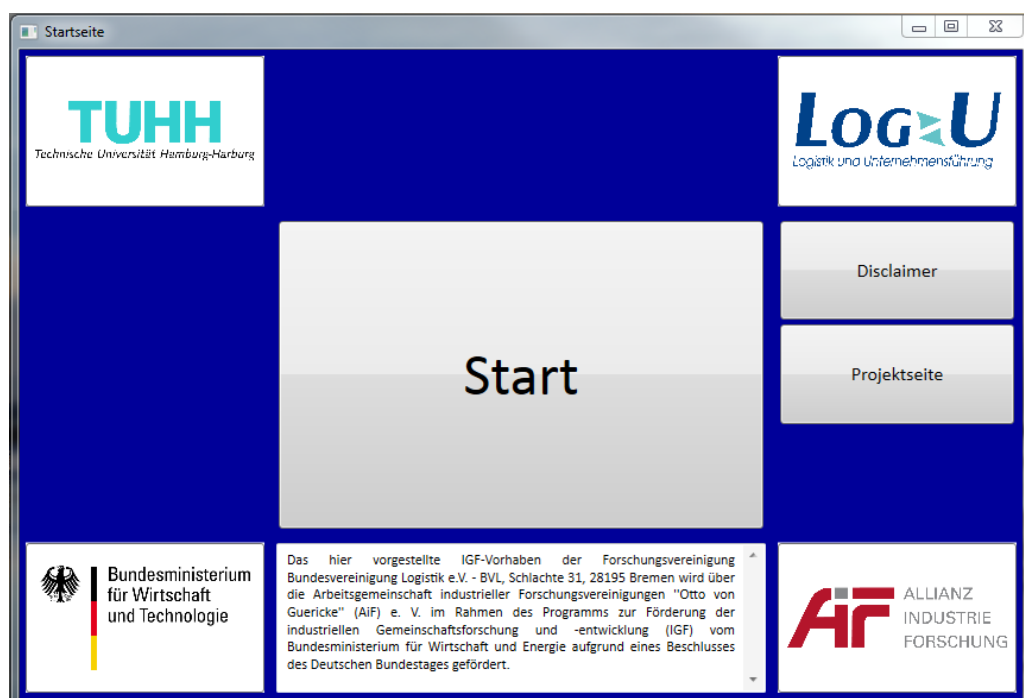 Startseite
TUHH
Technische Universität Hamburg-Harburg
LOGU
Logistik und Unternehmensführung
Start
Disclaimer
Projektseite
Bundesministerium
für Wirtschaft
und Technologie
Das hier vorgestellte IGF-Vorhaben der Forschungsvereinigung
Bundesvereinigung Logistik e.V. - BVL, Schlachte 31, 28195 Bremen wird über
die Arbeitsgemeinschaft industrieller Forschungsvereinigungen "Otto von
Guericke" (AiF) e. V. im Rahmen des Programms zur Förderung der
industriellen Gemeinschaftsforschung und -entwicklung (IGF) vom
Bundesministerium für Wirtschaft und Energie aufgrund eines Beschlusses
des Deutschen Bundestages gefördert.
AiF
ALLIANZ
INDUSTRIE
FORSCHUNG